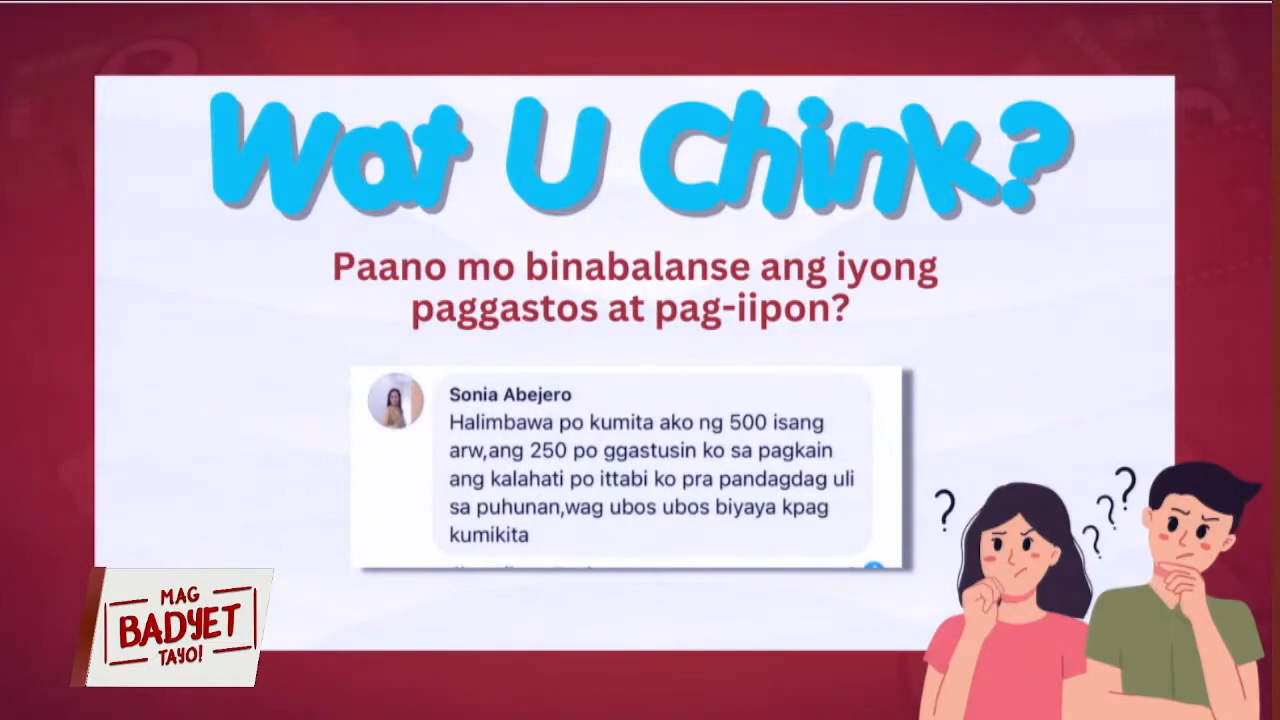 Wat U Chink?
Paano mo binabalanse ang iyong
paggastos at pag-iipon?
Sonia Abejero
Halimbawa po kumita ako ng 500 isang
arw,ang 250 po ggastusin ko sa pagkain
ang kalahati po ittabi ko pra pandagdag uli
sa puhunan,wag ubos ubos biyaya kpag
kumikita
? ? ? ?
MAG
BADYET
TAYO!